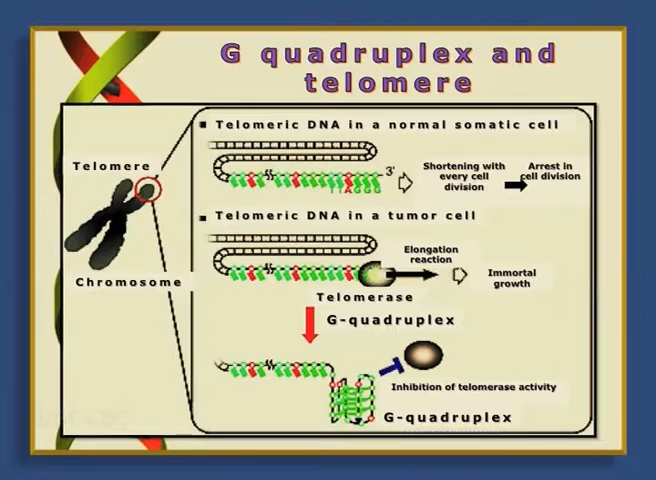 G quadruplex and
telomere
Telomeric DNA in a normal somatic cell
Telomere
3'
TTAGGG
Shortening with
every cell
division
Arrest in
cell division
Telomeric DNA in a tumor cell
Elongation
reaction
Immortal
growth
Chromosome
Telomerase
G-quadruplex
Inhibition of telomerase activity
G-quadruplex